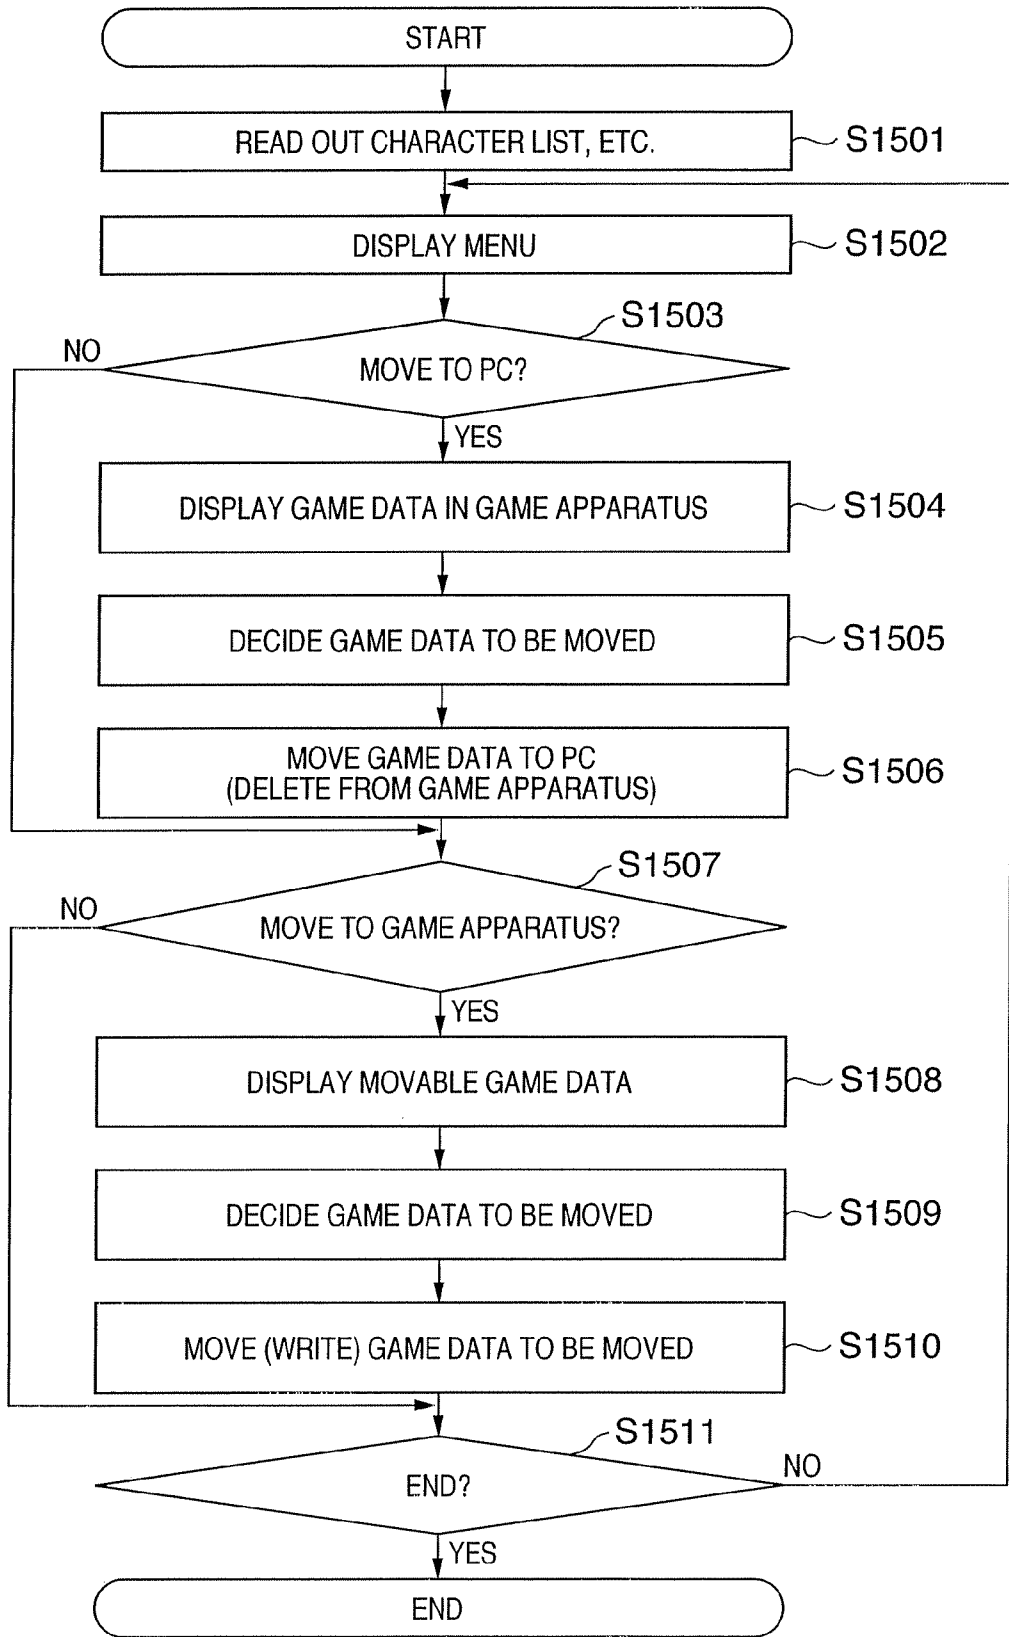 START
READ OUT CHARACTER LIST, ETC.
S1501
DISPLAY MENU
S1502
S1503
NO
MOVE TO PC?
YES
DISPLAY GAME DATA IN GAME APPARATUS
S1504
DECIDE GAME DATA TO BE MOVED
S1505
MOVE GAME DATA TO PC
(DELETE FROM GAME APPARATUS)
S1506
S1507
NO
MOVE TO GAME APPARATUS?
YES
DISPLAY MOVABLE GAME DATA
S1508
DECIDE GAME DATA TO BE MOVED
S1509
MOVE (WRITE) GAME DATA TO BE MOVED
S1510
S1511
END?
NO
YES
END